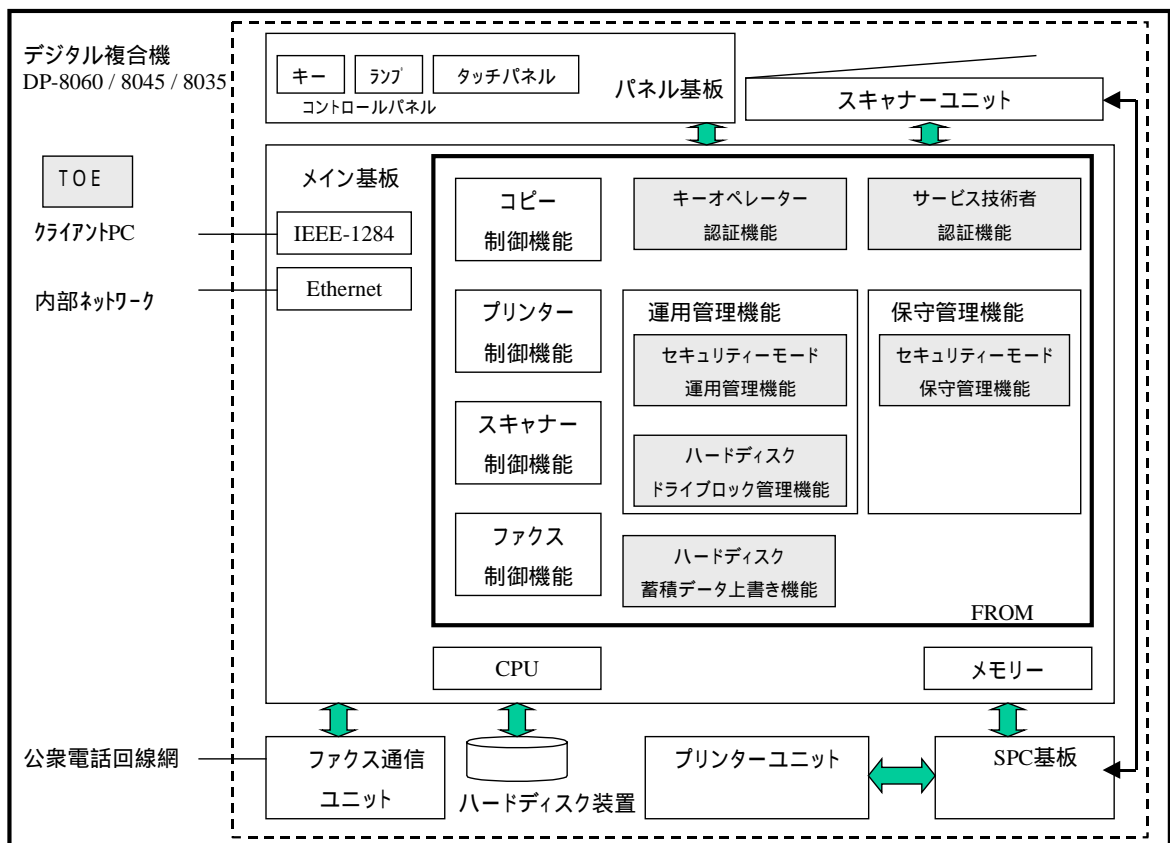 デジタル複合機
DP-8060 / 8045 / 8035
キー
ランプ
タッチパネル
コントロールパネル
パネル基板
スキャナーユニット
TOE
クライアントPC
内部ネットワーク
メイン基板
IEEE-1284
Ethernet
コピー
制御機能
キーオペレーター
認証機能
サービス技術者
認証機能
プリンター
制御機能
運用管理機能
セキュリティーモード
運用管理機能
保守管理機能
セキュリティーモード
保守管理機能
スキャナー
制御機能
ハードディスク
ドライブロック管理機能
ファクス
制御機能
ハードディスク
蓄積データ上書き機能
FROM
CPU
メモリー
公衆電話回線網
ファクス通信
ユニット
ハードディスク装置
プリンターユニット
SPC基板